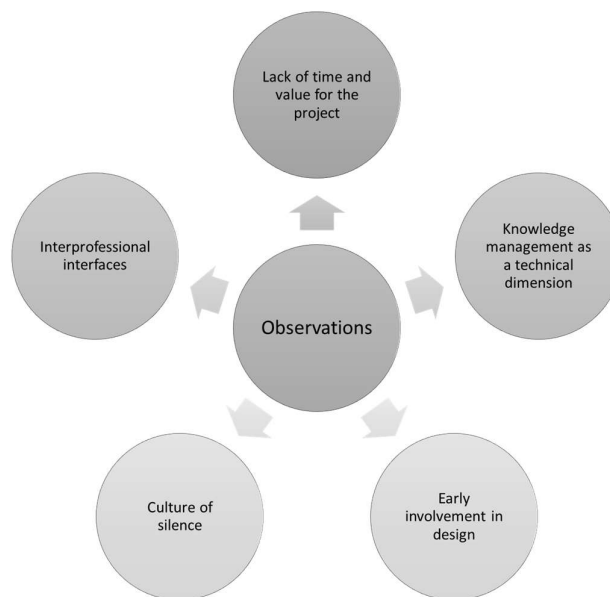 Lack of time and
value for the
project
Interprofessional
interfaces
Knowledge
management as
a technical
dimension
Observations
Culture of
silence
Early
involvement in
design